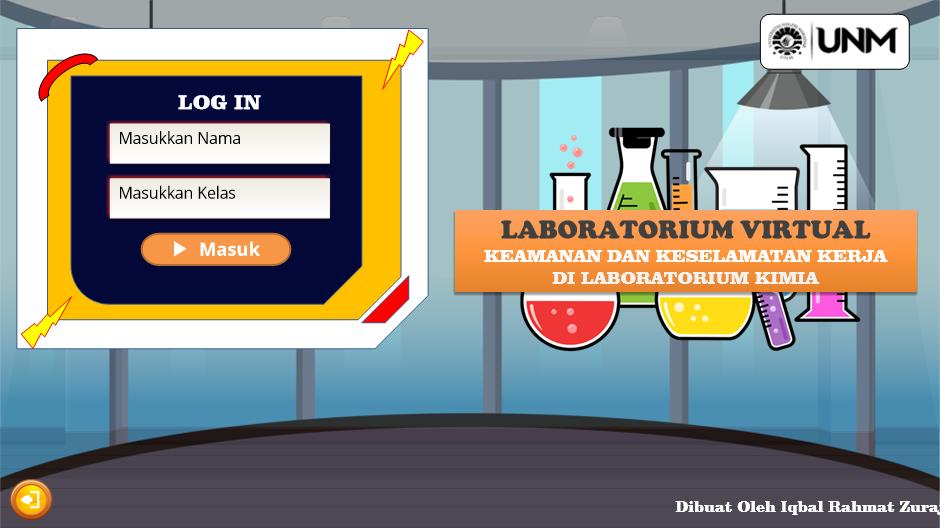 UNM
LOG IN
Masukkan Nama
Masukkan Kelas
Masuk
LABORATORIUM VIRTUAL
KEAMANAN DAN KESELAMATAN KERJA
DI LABORATORIUM KIMIA
Dibuat Oleh Iqbal Rahmat